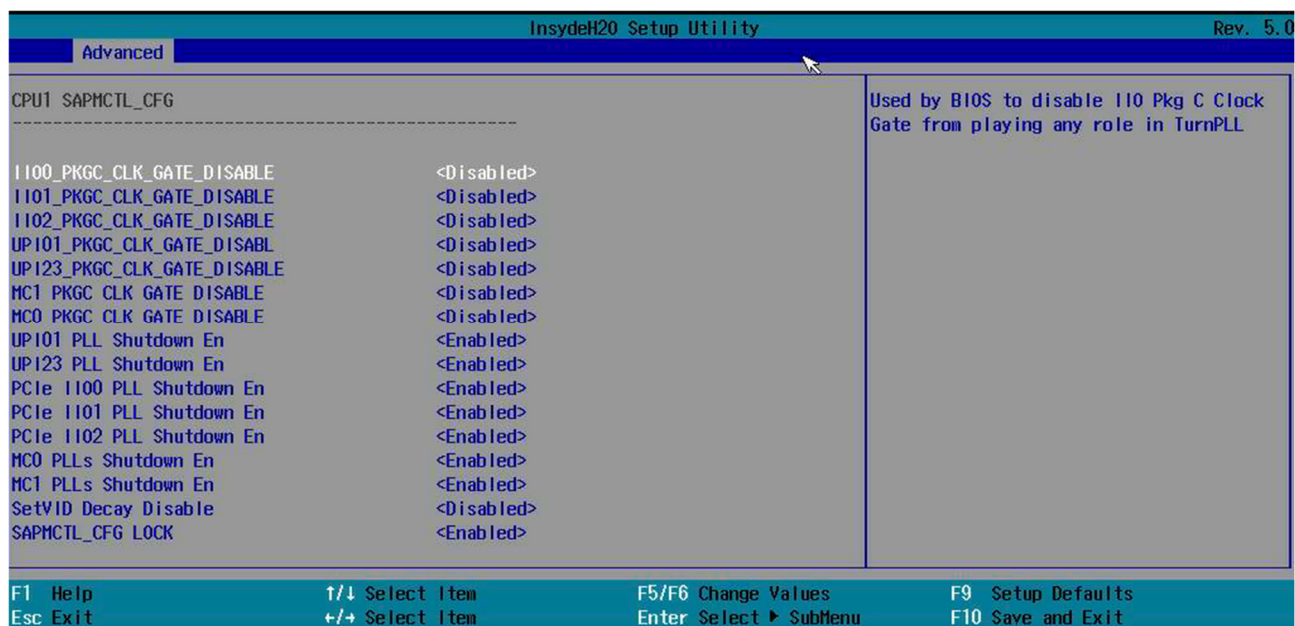 InsydeH20 Setup Utility Rev. 5.0
Advanced
CPU1 SAPMCTL_CFG
---------------------------------------------------
Used by BIOS to disable IIO Pkg C Clock
Gate from playing any role in TurnPLL
IIO0_PKGC_CLK_GATE_DISABLE <Disabled>
IIO1_PKGC_CLK_GATE_DISABLE <Disabled>
IIO2_PKGC_CLK_GATE_DISABLE <Disabled>
UPI01_PKGC_CLK_GATE_DISABL <Disabled>
UPI23_PKGC_CLK_GATE_DISABLE <Disabled>
MC1 PKGC CLK GATE DISABLE <Disabled>
MC0 PKGC CLK GATE DISABLE <Disabled>
UPI01 PLL Shutdown En <Enabled>
UPI23 PLL Shutdown En <Enabled>
PCIe IIO0 PLL Shutdown En <Enabled>
PCIe IIO1 PLL Shutdown En <Enabled>
PCIe IIO2 PLL Shutdown En <Enabled>
MC0 PLLs Shutdown En <Enabled>
MC1 PLLs Shutdown En <Enabled>
SetVID Decay Disable <Disabled>
SAPMCTL_CFG LOCK <Enabled>
F1 Help ↑/↓ Select Item F5/F6 Change Values F9 Setup Defaults
Esc Exit ←/→ Select Item Enter Select ▶ SubMenu F10 Save and Exit